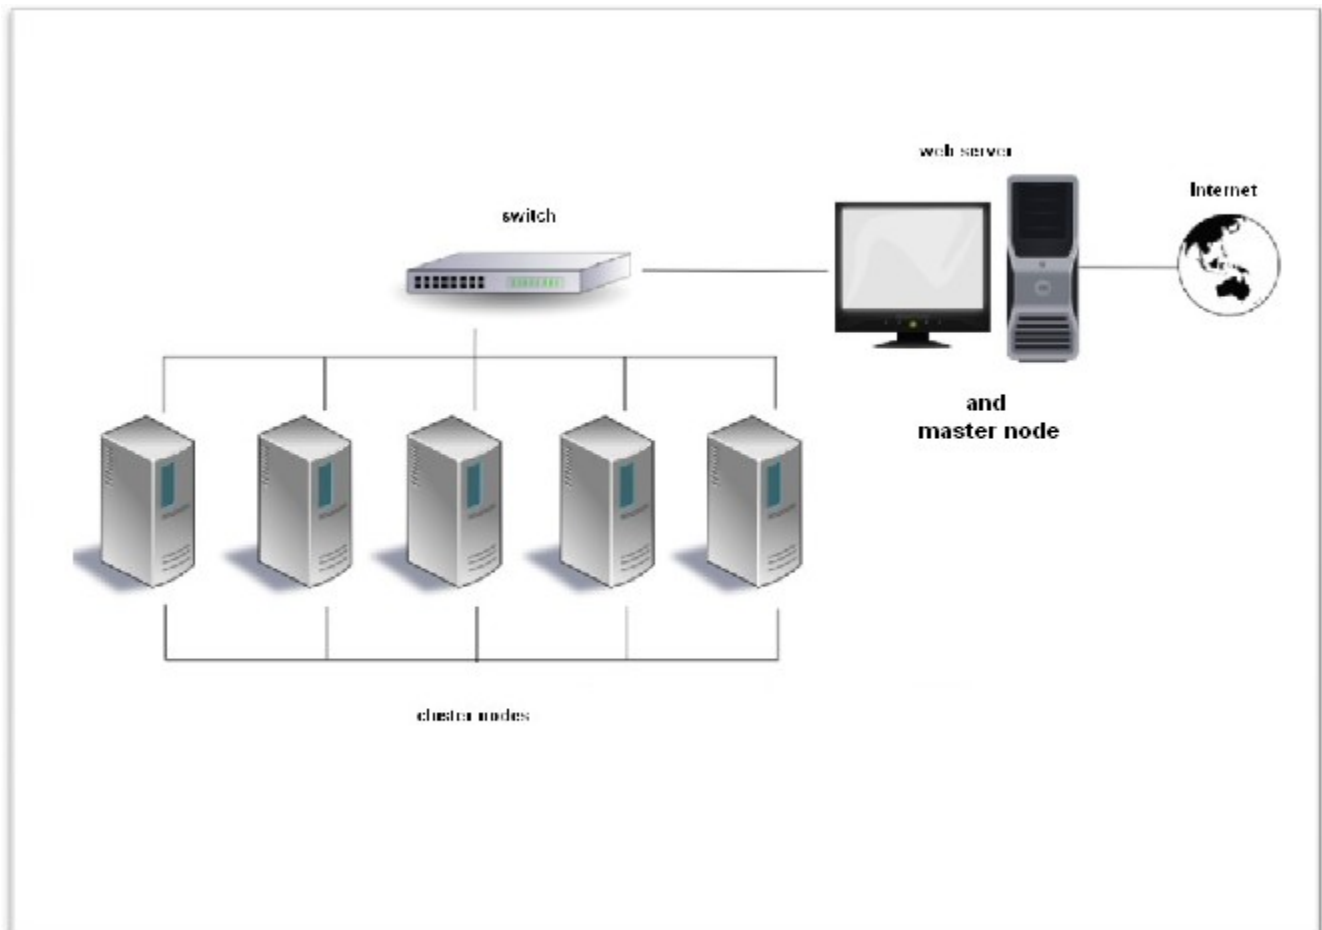 web server
Internet
switch
and
master node
cluster nodes